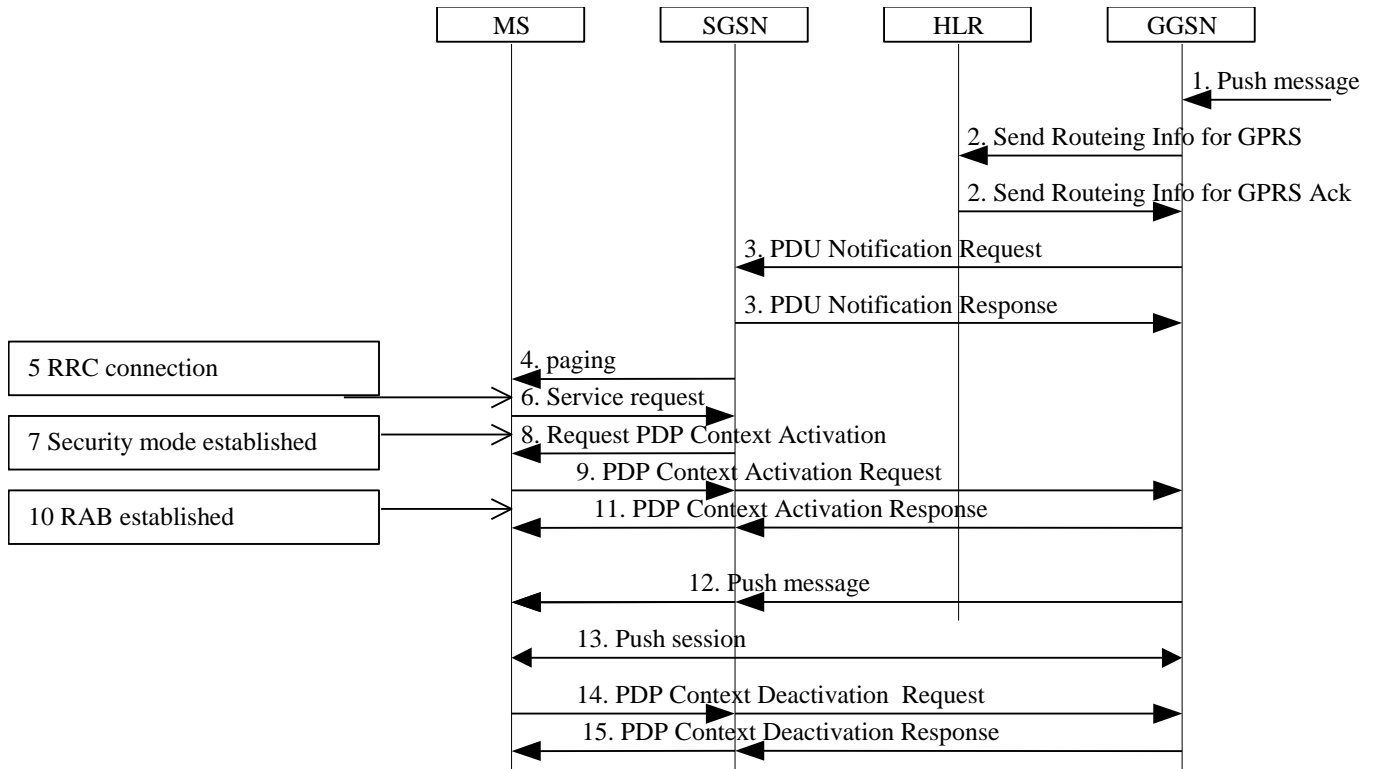 MS
SGSN
HLR
GGSN
1. Push message
2. Send Routeing Info for GPRS
2. Send Routeing Info for GPRS Ack
3. PDU Notification Request
3. PDU Notification Response
4. paging
5 RRC connection
6. Service request
7 Security mode established
8. Request PDP Context Activation
9. PDP Context Activation Request
10 RAB established
11. PDP Context Activation Response
12. Push message
13. Push session
14. PDP Context Deactivation Request
15. PDP Context Deactivation Response